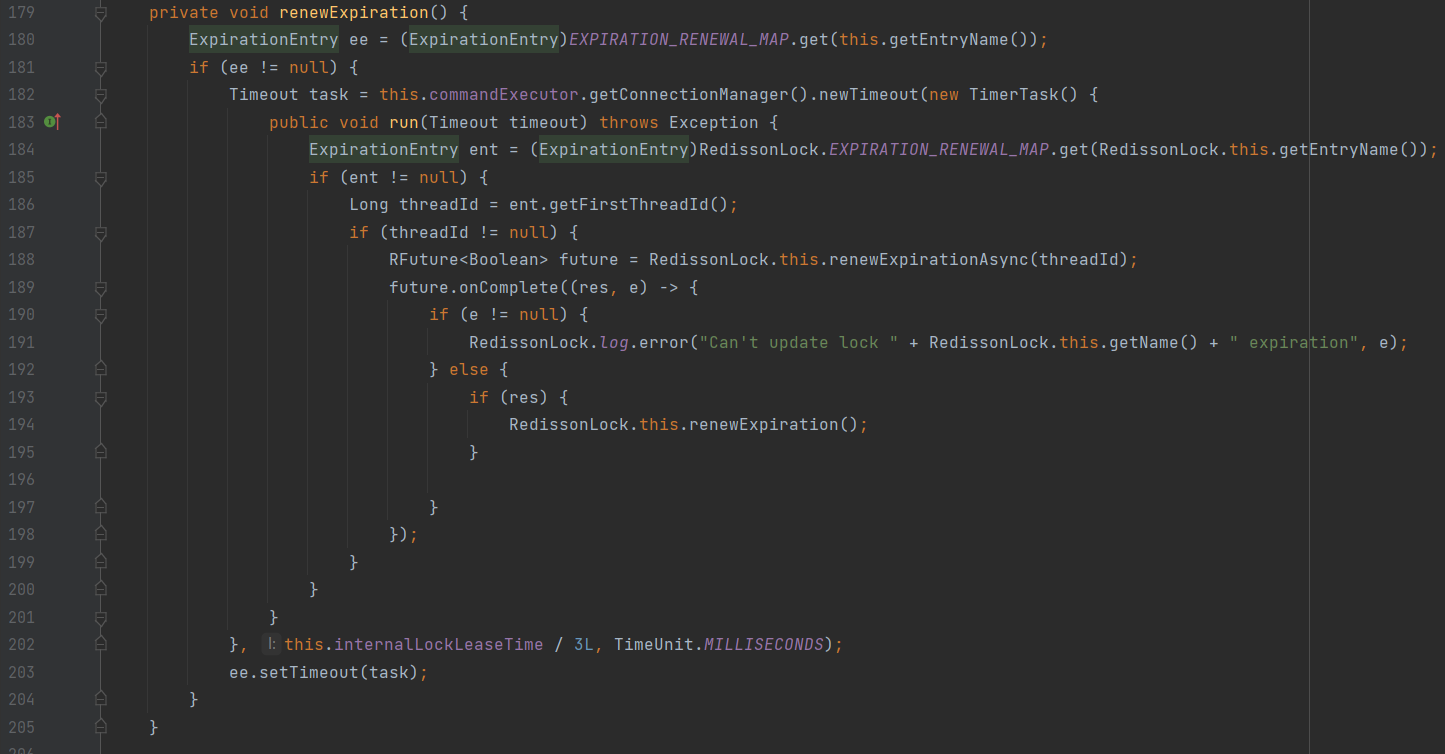 179 private void renewExpiration() {
180 ExpirationEntry ee = (ExpirationEntry)EXPIRATION_RENEWAL_MAP.get(this.getEntryName());
181 if (ee != null) {
182 Timeout task = this.commandExecutor.getConnectionManager().newTimeout(new TimerTask() {
183 public void run(Timeout timeout) throws Exception {
184 ExpirationEntry ent = (ExpirationEntry)RedissonLock.EXPIRATION_RENEWAL_MAP.get(RedissonLock.this.getEntryName());
185 if (ent != null) {
186 Long threadId = ent.getFirstThreadId();
187 if (threadId != null) {
188 RFuture<Boolean> future = RedissonLock.this.renewExpirationAsync(threadId);
189 future.onComplete((res, e) -> {
190 if (e != null) {
191 RedissonLock.log.error("Can't update lock " + RedissonLock.this.getName() + " expiration", e);
192 } else {
193 if (res) {
194 RedissonLock.this.renewExpiration();
195 }
196
197 }
198 });
199 }
200 }
201 }
202 }, l: this.internalLockLeaseTime / 3L, TimeUnit.MILLISECONDS);
203 ee.setTimeout(task);
204 }
205 }